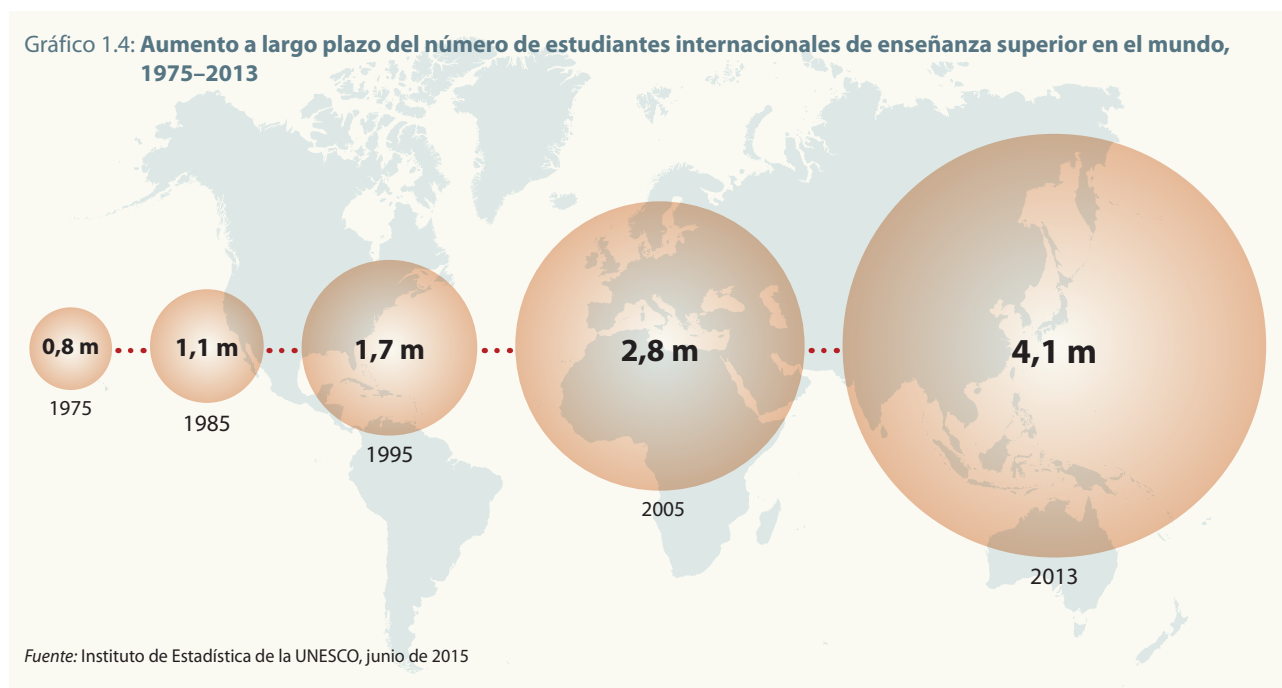 Gráfico 1.4: Aumento a largo plazo del número de estudiantes internacionales de enseñanza superior en el mundo,
1975–2013
0,8 m
1975
1,1 m
1985
1,7 m
1995
2,8 m
2005
4,1 m
2013
Fuente: Instituto de Estadística de la UNESCO, junio de 2015